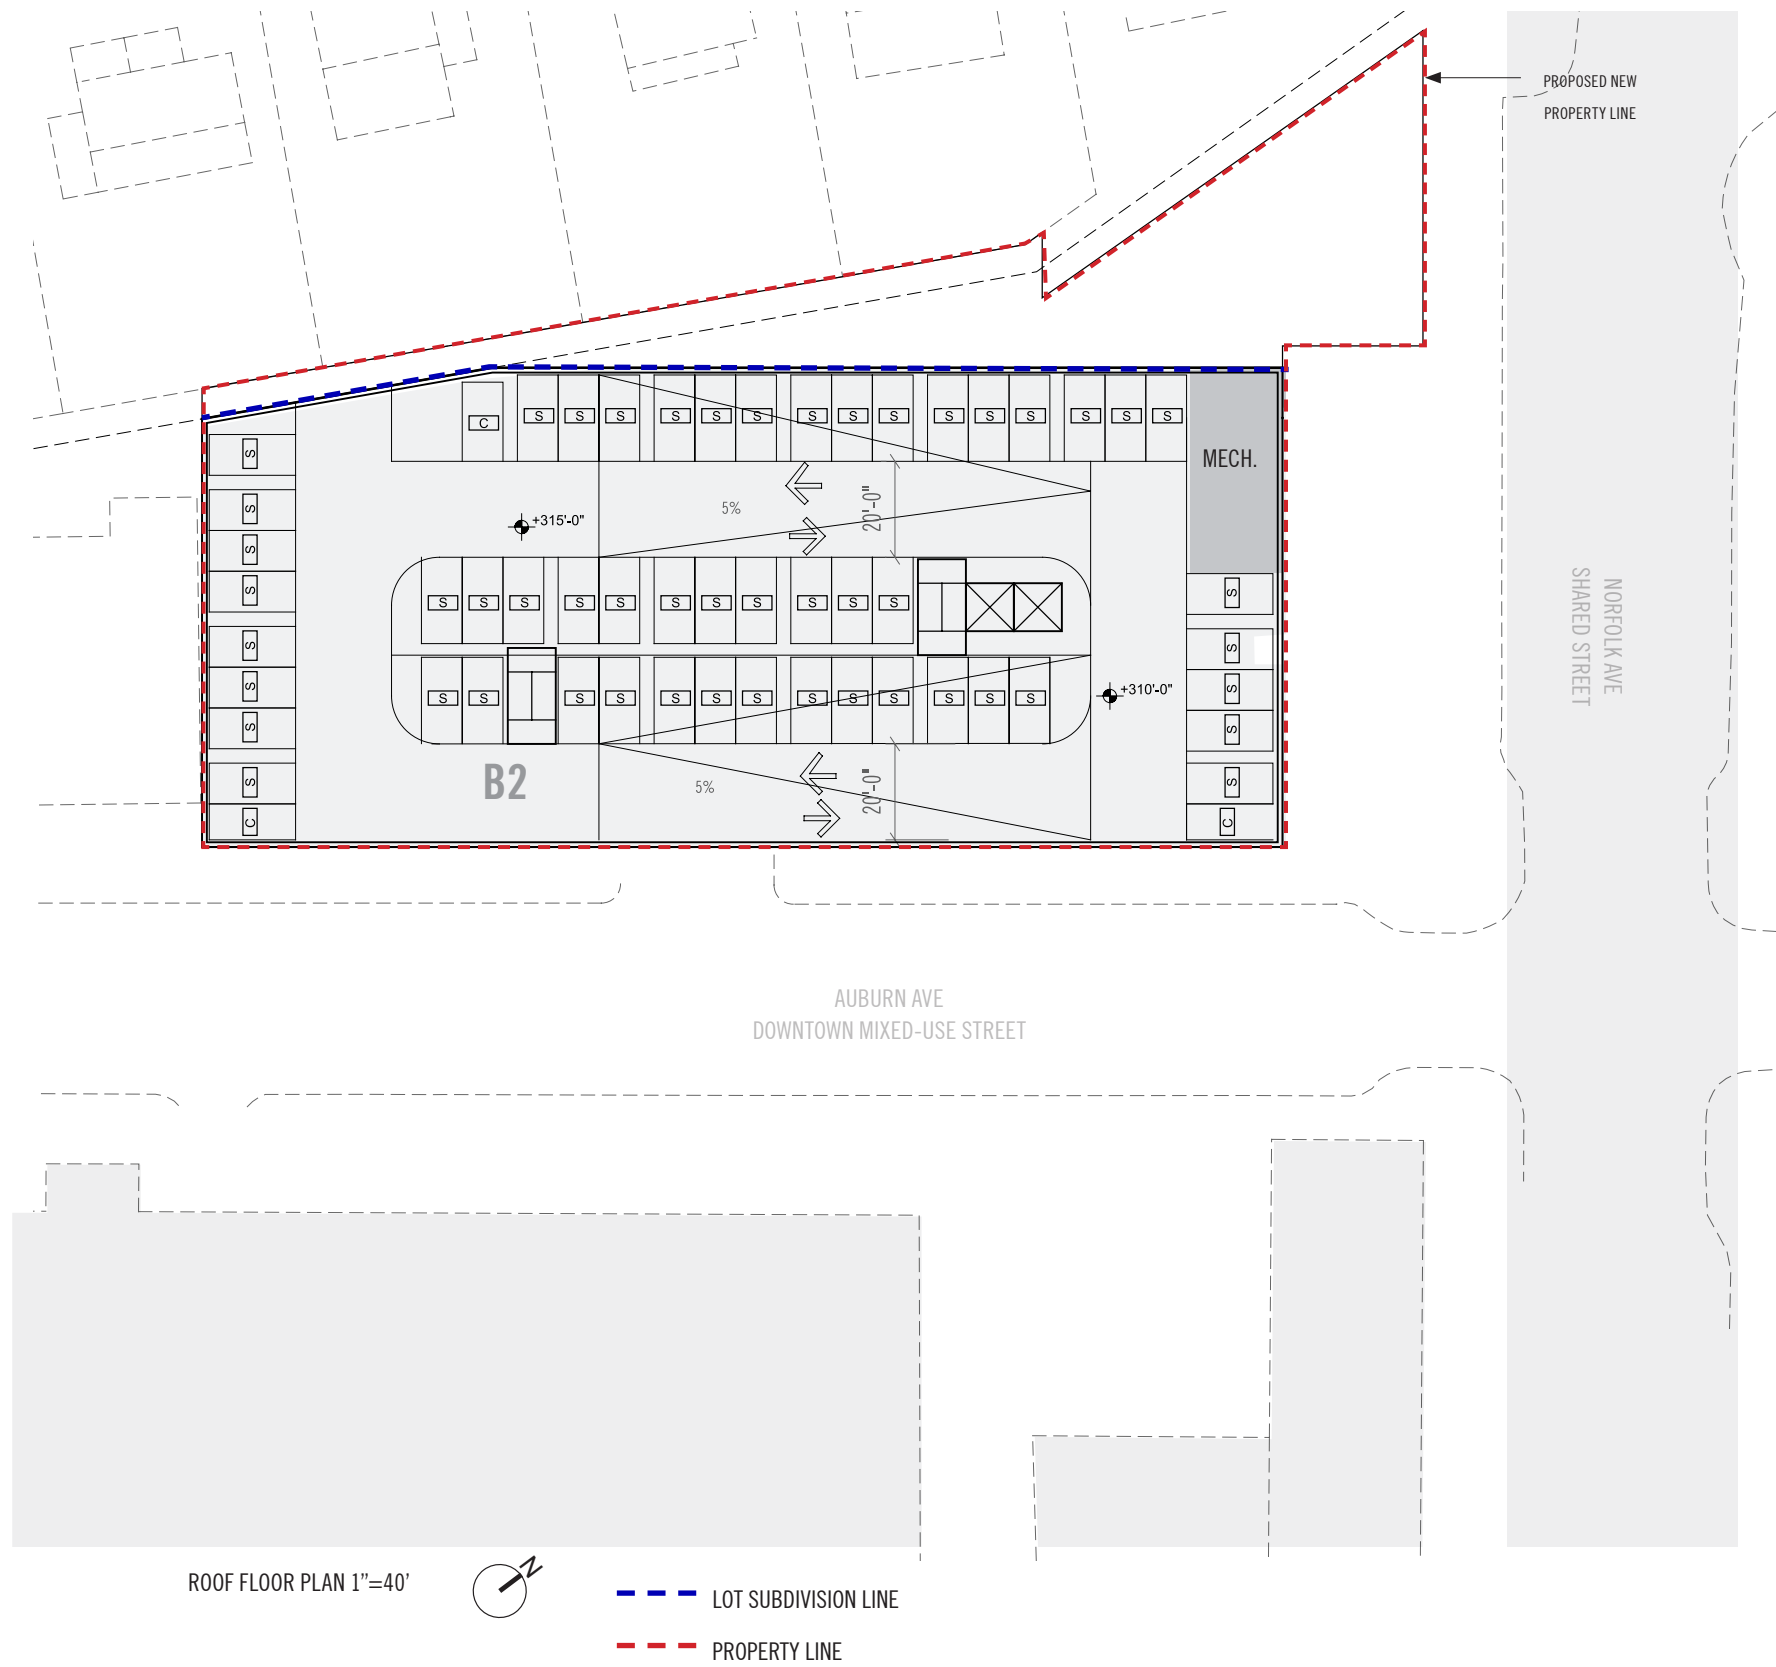 PROPOSED NEW
PROPERTY LINE
C S S S S S S S S S S S S S S S
S
S
S
S
S
S
S
S
C
MECH.
5%
20'-0"
+315'-0"
S S S S S S S S S S S
S
S
S
S
S
C
S S S S S S S S S S S S S
+310'-0"
B2
5%
20'-0"
NORFOLK AVE
SHARED STREET
AUBURN AVE
DOWNTOWN MIXED-USE STREET
ROOF FLOOR PLAN 1”=40’
N
LOT SUBDIVISION LINE
PROPERTY LINE